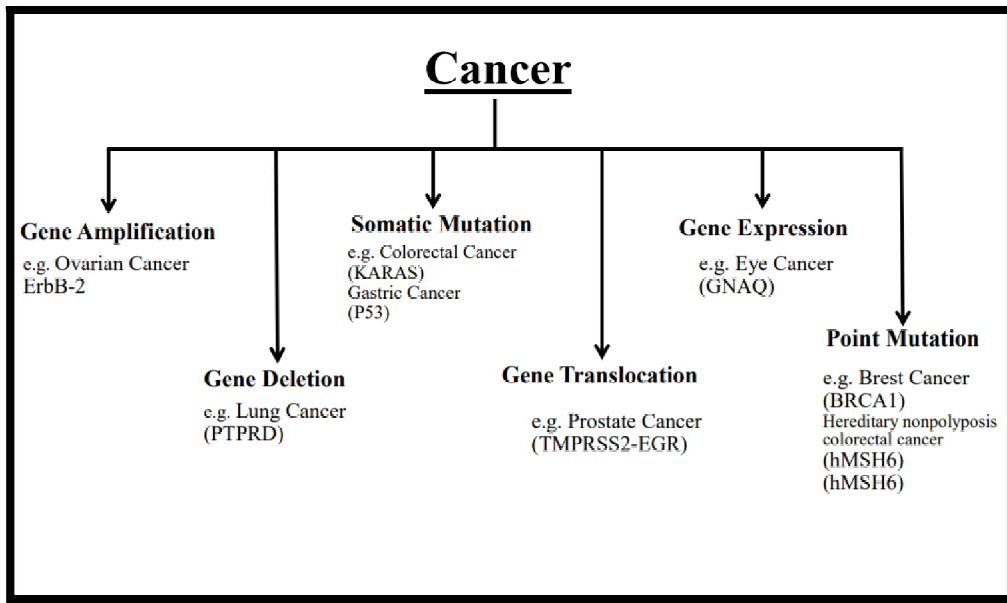 Cancer
Gene Amplification
e.g. Ovarian Cancer
ErbB-2
Gene Deletion
e.g. Lung Cancer
(PTPRD)
Somatic Mutation
e.g. Colorectal Cancer
(KARAS)
Gastric Cancer
(P53)
Gene Translocation
e.g. Prostate Cancer
(TMPRSS2-EGR)
Gene Expression
e.g. Eye Cancer
(GNAQ)
Point Mutation
e.g. Brest Cancer
(BRCA1)
Hereditary nonpolyposis
colorectal cancer
(hMSH6)
(hMSH6)